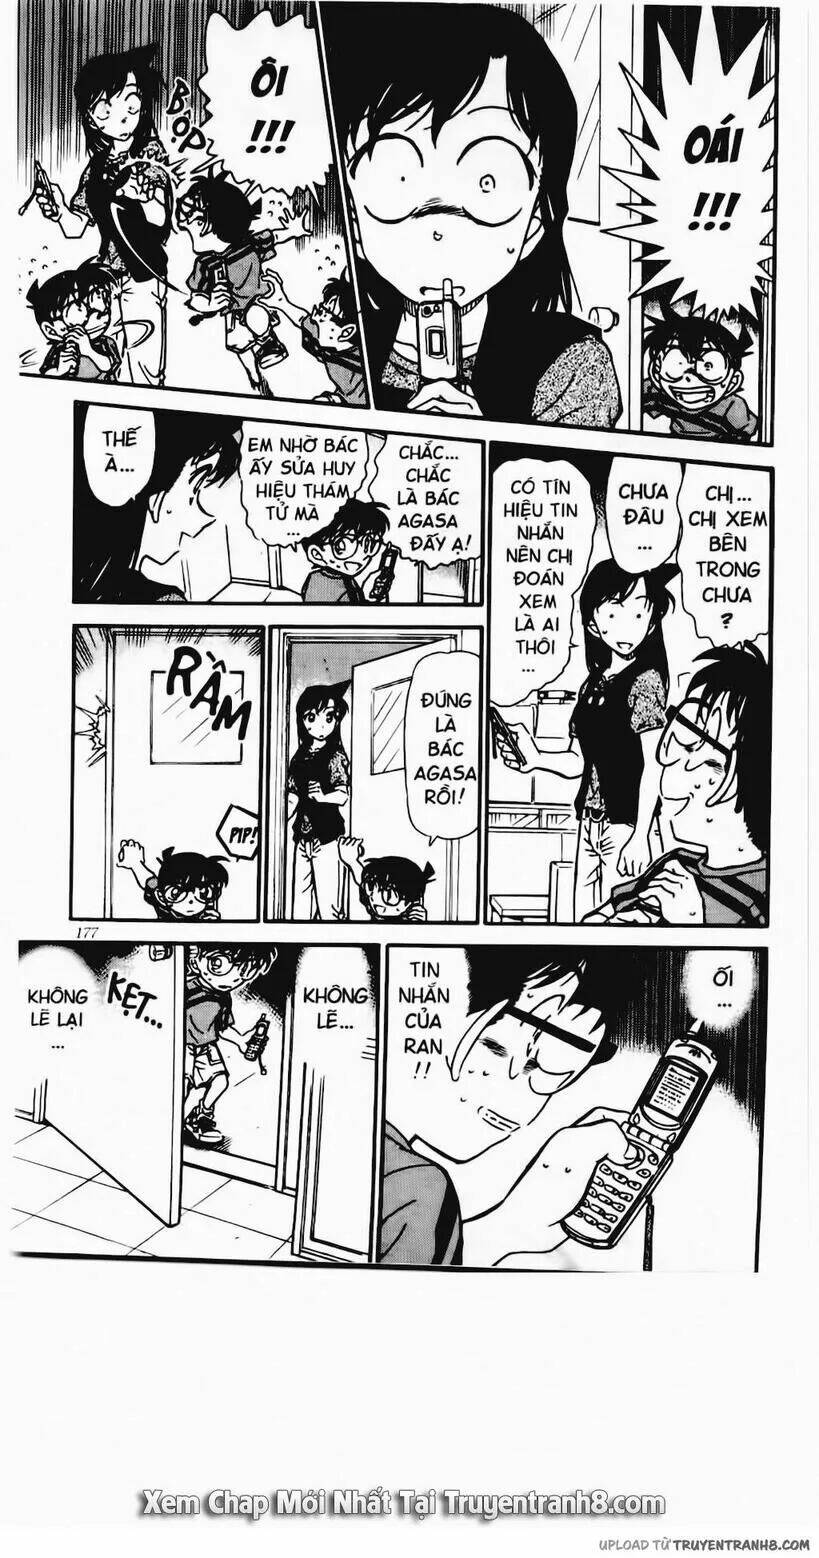 OÁI
!!!
ÔI
!!!
BỌP
CHỊ...
CHỊ XEM
BÊN
TRONG
CHƯA
?
CHƯA
ĐÂU
...
CÓ TÍN
HIỆU TIN
NHẮN
NÊN CHỊ
ĐOÁN
XEM
LÀ AI
THÔI
...
CHẮC...
CHẮC
LÀ BÁC
AGASA
ĐẤY Ạ!
EM NHỜ BÁC
ẤY SỬA HUY
HIỆU THÁM
TỬ MÀ
...
THẾ
À...
ĐÚNG
LÀ
BÁC
AGASA
RỒI!
RẦM
PIP!
177
ỐI
...
TIN
NHẮN
CỦA
RAN
!!
KHÔNG
LẼ...
KẸT...
KHÔNG
LẼ LẠI
...
Xem Chap Mới Nhất Tại Truyentranh8.com
UPLOAD TỪ TRUYENTRANH8.COM